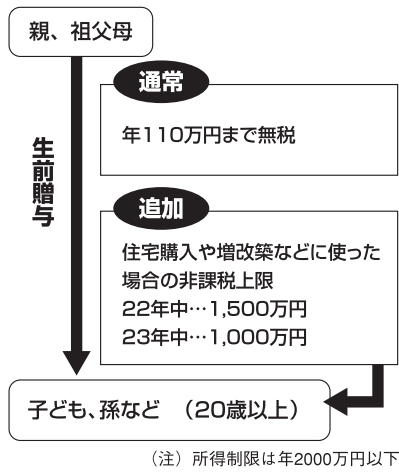 親、祖父母
通常
年110万円まで無税
生前贈与
追加
住宅購入や増改築などに使った
場合の非課税上限
22年中…1,500万円
23年中…1,000万円
子ども、孫など （20歳以上）
（注）所得制限は年2000万円以下